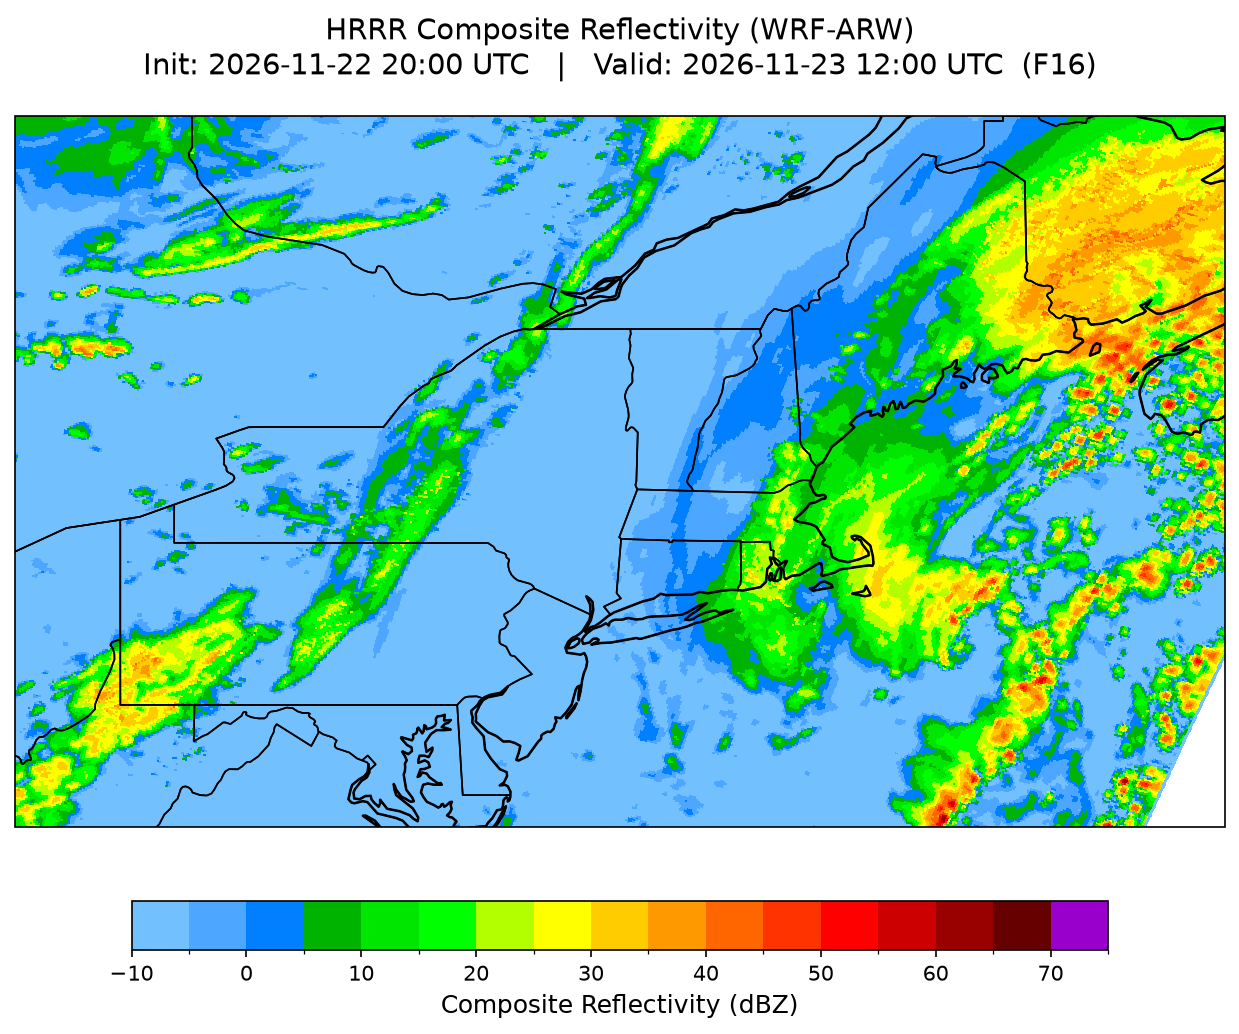 HRRR Composite Reflectivity (WRF-ARW)
Init: 2026-11-22 20:00 UTC | Valid: 2026-11-23 12:00 UTC (F16)
−10 0 10 20 30 40 50 60 70
Composite Reflectivity (dBZ)